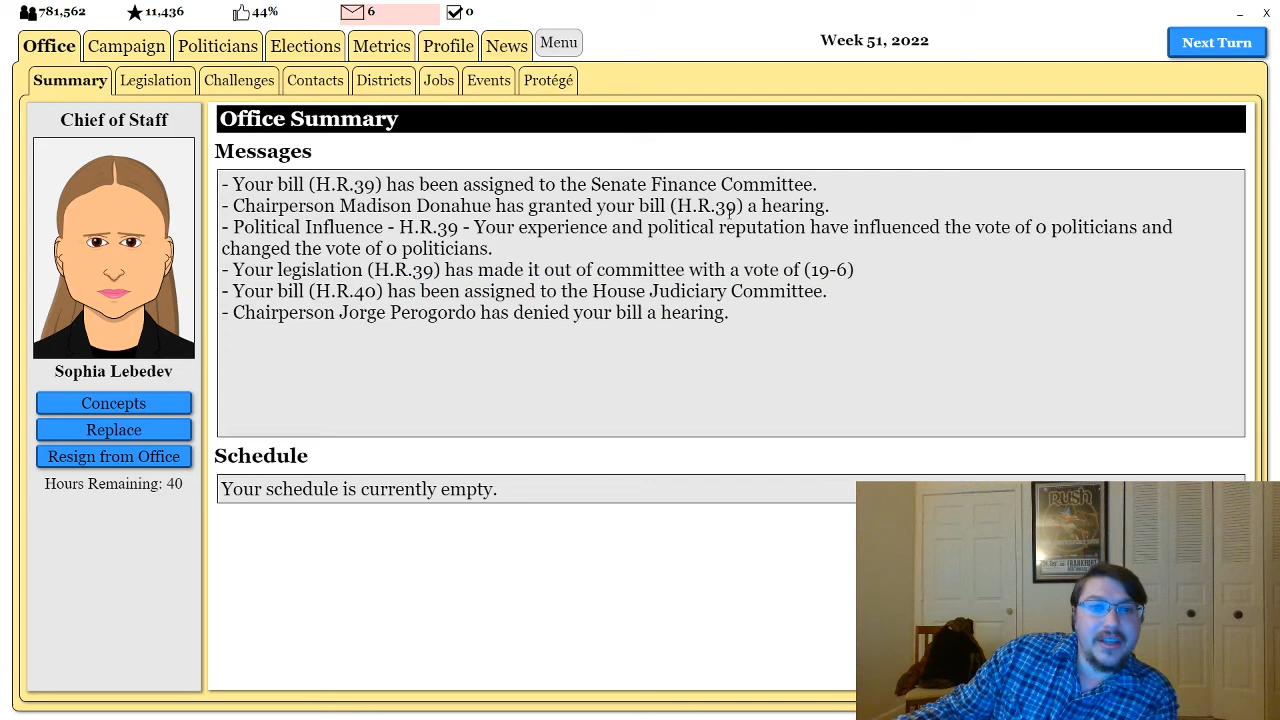 781,562 11,436 44% 6 0
Office Campaign Politicians Elections Metrics Profile News Menu Week 51, 2022 Next Turn
Summary Legislation Challenges Contacts Districts Jobs Events Protégé
Chief of Staff
Office Summary
Messages
- Your bill (H.R.39) has been assigned to the Senate Finance Committee.
- Chairperson Madison Donahue has granted your bill (H.R.39) a hearing.
- Political Influence - H.R.39 - Your experience and political reputation have influenced the vote of 0 politicians and
changed the vote of 0 politicians.
- Your legislation (H.R.39) has made it out of committee with a vote of (19-6)
- Your bill (H.R.40) has been assigned to the House Judiciary Committee.
- Chairperson Jorge Perogordo has denied your bill a hearing.
Sophia Lebedev
Concepts
Replace
Resign from Office
Hours Remaining: 40
Schedule
Your schedule is currently empty.
Rush
FRANKFURT